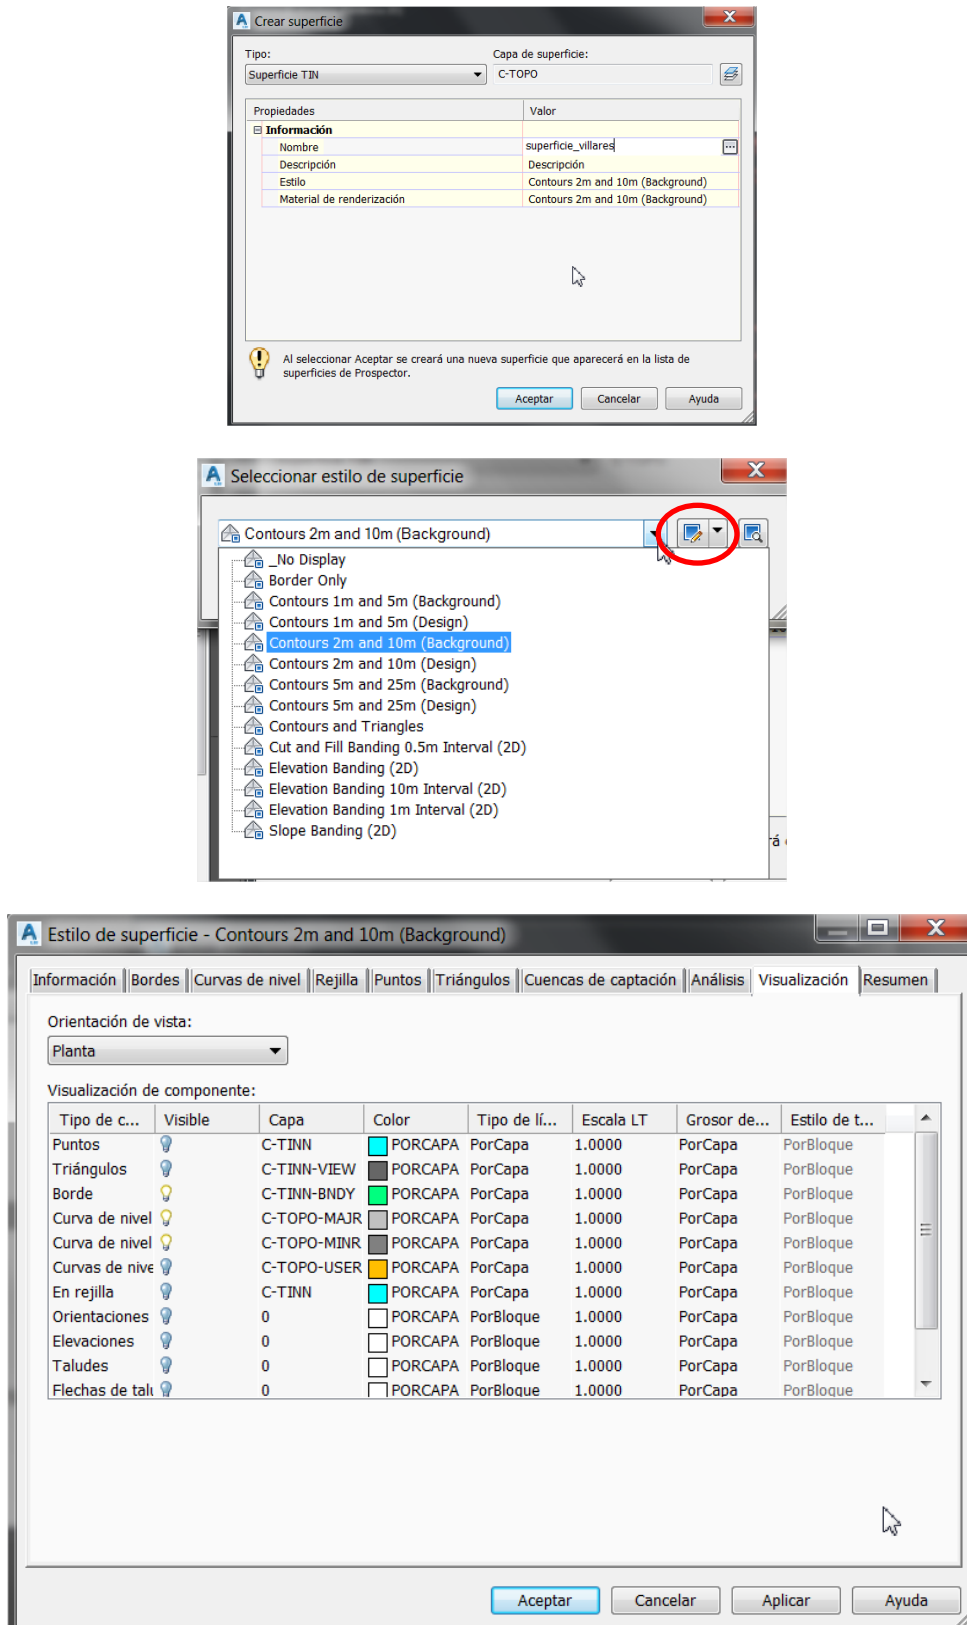 Crear superficie
Tipo: Capa de superficie:
Superficie TIN C-TOPO
Propiedades Valor
Información
Nombre superficie_villares
Descripción Descripción
Estilo Contours 2m and 10m (Background)
Material de renderización Contours 2m and 10m (Background)
Al seleccionar Aceptar se creará una nueva superficie que aparecerá en la lista de
superficies de Prospector.
Aceptar Cancelar Ayuda
Seleccionar estilo de superficie
Contours 2m and 10m (Background)
_No Display
Border Only
Contours 1m and 5m (Background)
Contours 1m and 5m (Design)
Contours 2m and 10m (Background)
Contours 2m and 10m (Design)
Contours 5m and 25m (Background)
Contours 5m and 25m (Design)
Contours and Triangles
Cut and Fill Banding 0.5m Interval (2D)
Elevation Banding (2D)
Elevation Banding 10m Interval (2D)
Elevation Banding 1m Interval (2D)
Slope Banding (2D)
rá
Estilo de superficie - Contours 2m and 10m (Background)
Información Bordes Curvas de nivel Rejilla Puntos Triángulos Cuencas de captación Análisis Visualización Resumen
Orientación de vista:
Planta
Visualización de componente:
Tipo de c... Visible Capa Color Tipo de lí... Escala LT Grosor de... Estilo de t...
Puntos C-TINN PORCAPA PorCapa 1.0000 PorCapa PorBloque
Triángulos C-TINN-VIEW PORCAPA PorCapa 1.0000 PorCapa PorBloque
Borde C-TINN-BNDY PORCAPA PorCapa 1.0000 PorCapa PorBloque
Curva de nivel C-TOPO-MAJR PORCAPA PorCapa 1.0000 PorCapa PorBloque
Curva de nivel C-TOPO-MINR PORCAPA PorCapa 1.0000 PorCapa PorBloque
Curvas de nive C-TOPO-USER PORCAPA PorCapa 1.0000 PorCapa PorBloque
En rejilla C-TINN PORCAPA PorCapa 1.0000 PorCapa PorBloque
Orientaciones 0 PORCAPA PorBloque 1.0000 PorCapa PorBloque
Elevaciones 0 PORCAPA PorBloque 1.0000 PorCapa PorBloque
Taludes 0 PORCAPA PorBloque 1.0000 PorCapa PorBloque
Flechas de talu 0 PORCAPA PorBloque 1.0000 PorCapa PorBloque
Aceptar Cancelar Aplicar Ayuda